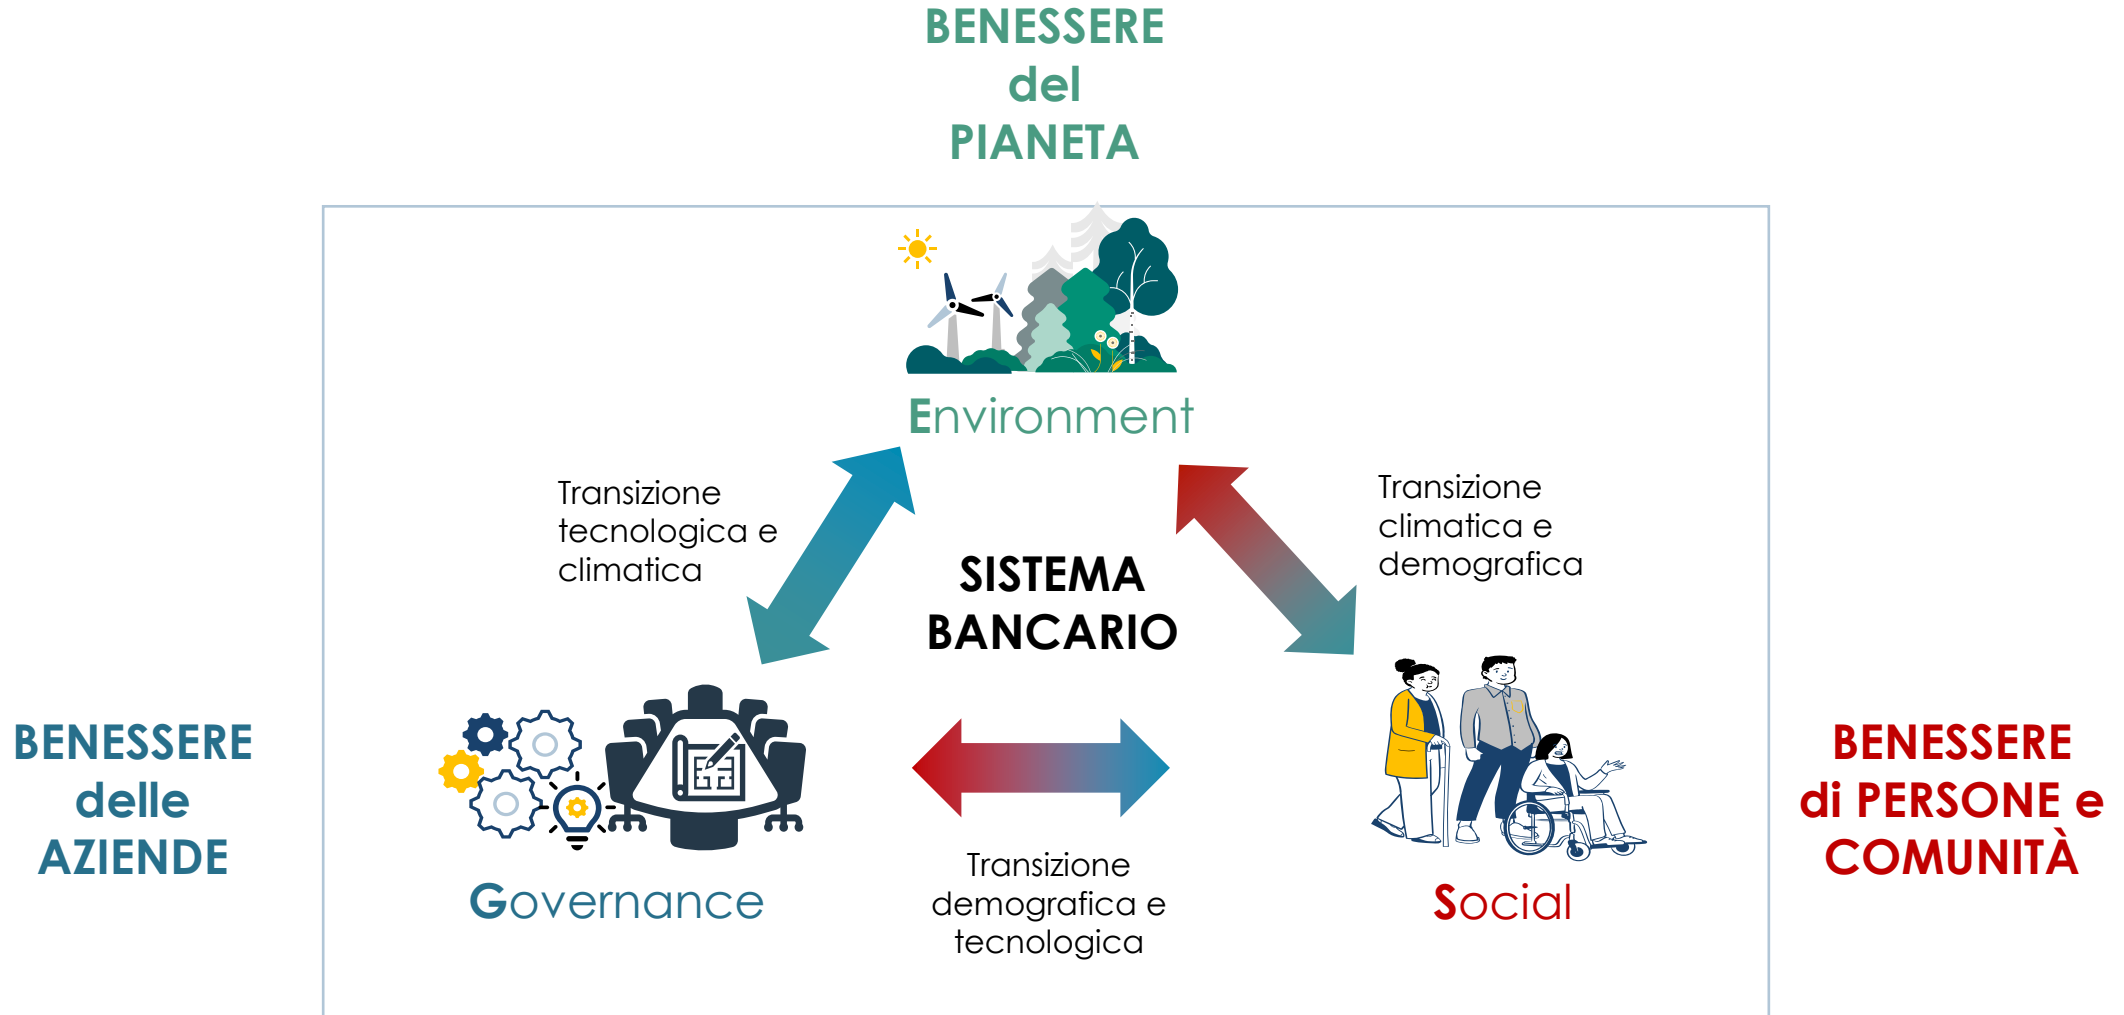 BENESSERE
del
PIANETA
Environment
Transizione
tecnologica e
climatica
Transizione
climatica e
demografica
SISTEMA
BANCARIO
BENESSERE
delle
AZIENDE
BENESSERE
di PERSONE e
COMUNITÀ
Governance
Transizione
demografica e
tecnologica
Social